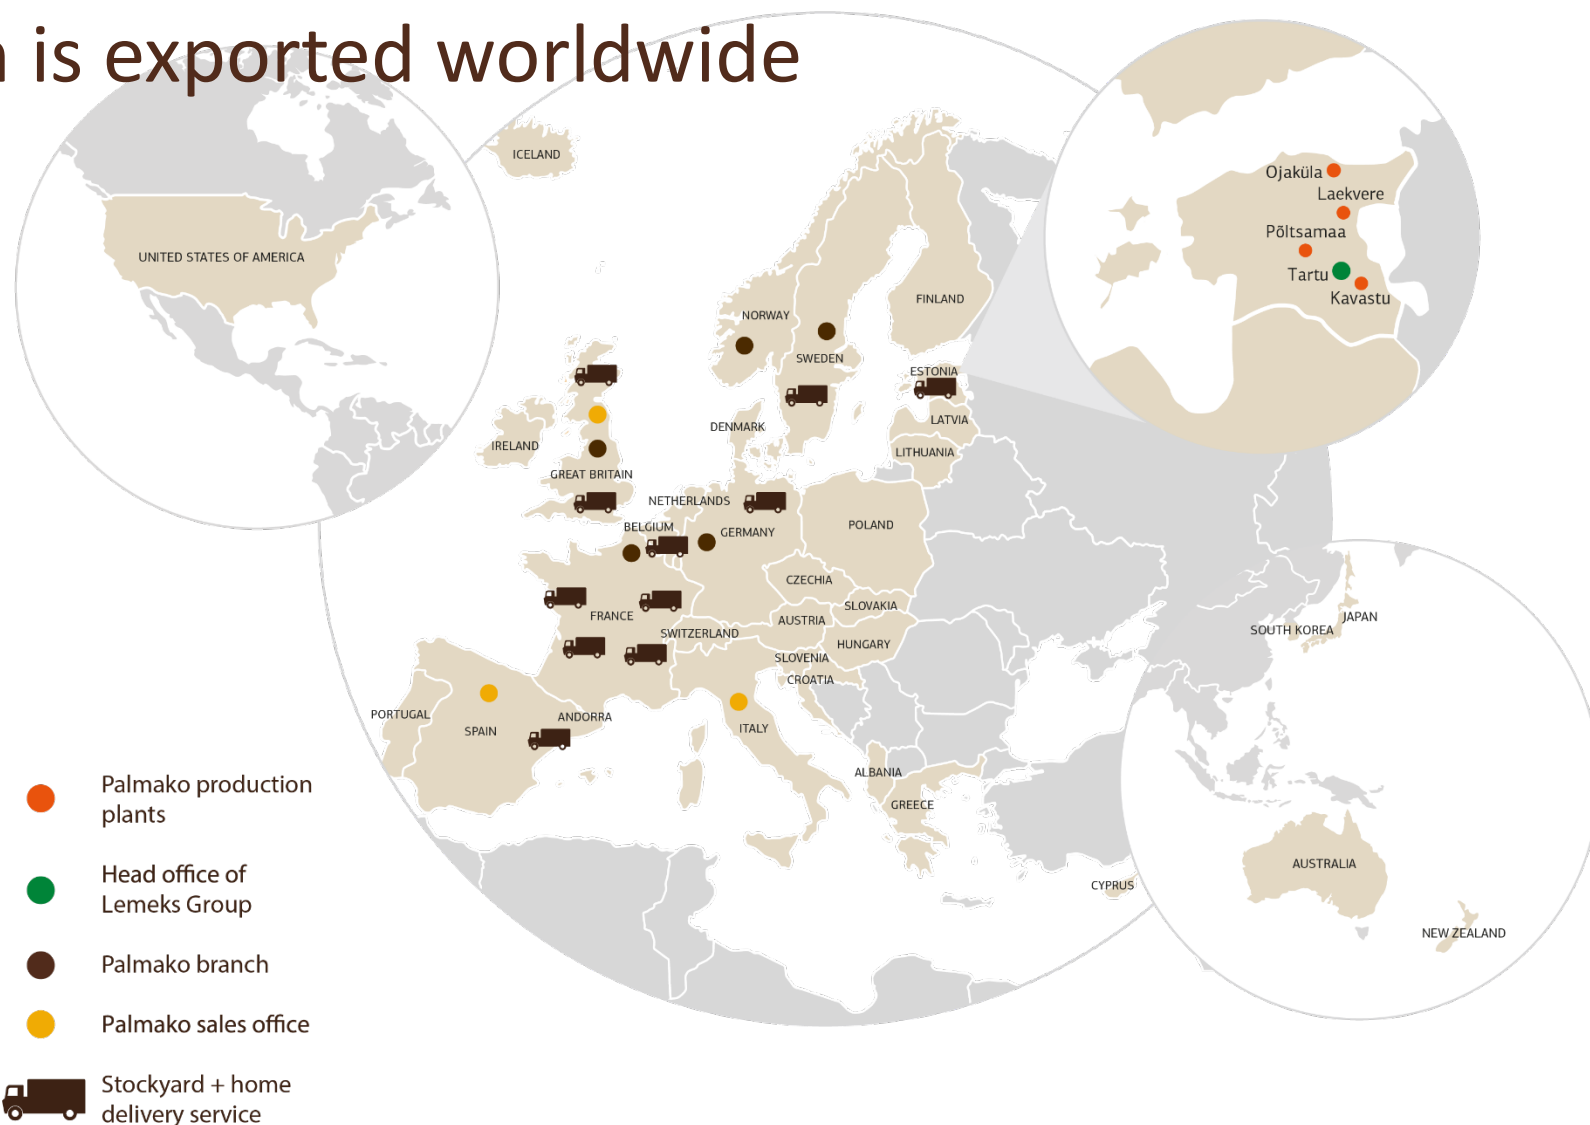 is exported worldwide
ICELAND
UNITED STATES OF AMERICA
Ojaküla
Laekvere
Põltsamaa
Tartu
Kavastu
NORWAY
FINLAND
SWEDEN
ESTONIA
LATVIA
DENMARK
LITHUANIA
IRELAND
GREAT BRITAIN
NETHERLANDS
BELGIUM
GERMANY
POLAND
CZECHIA
SLOVAKIA
FRANCE
AUSTRIA
SWITZERLAND
HUNGARY
SLOVENIA
CROATIA
PORTUGAL
SPAIN
ANDORRA
ITALY
ALBANIA
GREECE
CYPRUS
JAPAN
SOUTH KOREA
AUSTRALIA
NEW ZEALAND
Palmako production
plants
Head office of
Lemeks Group
Palmako branch
Palmako sales office
Stockyard + home
delivery service